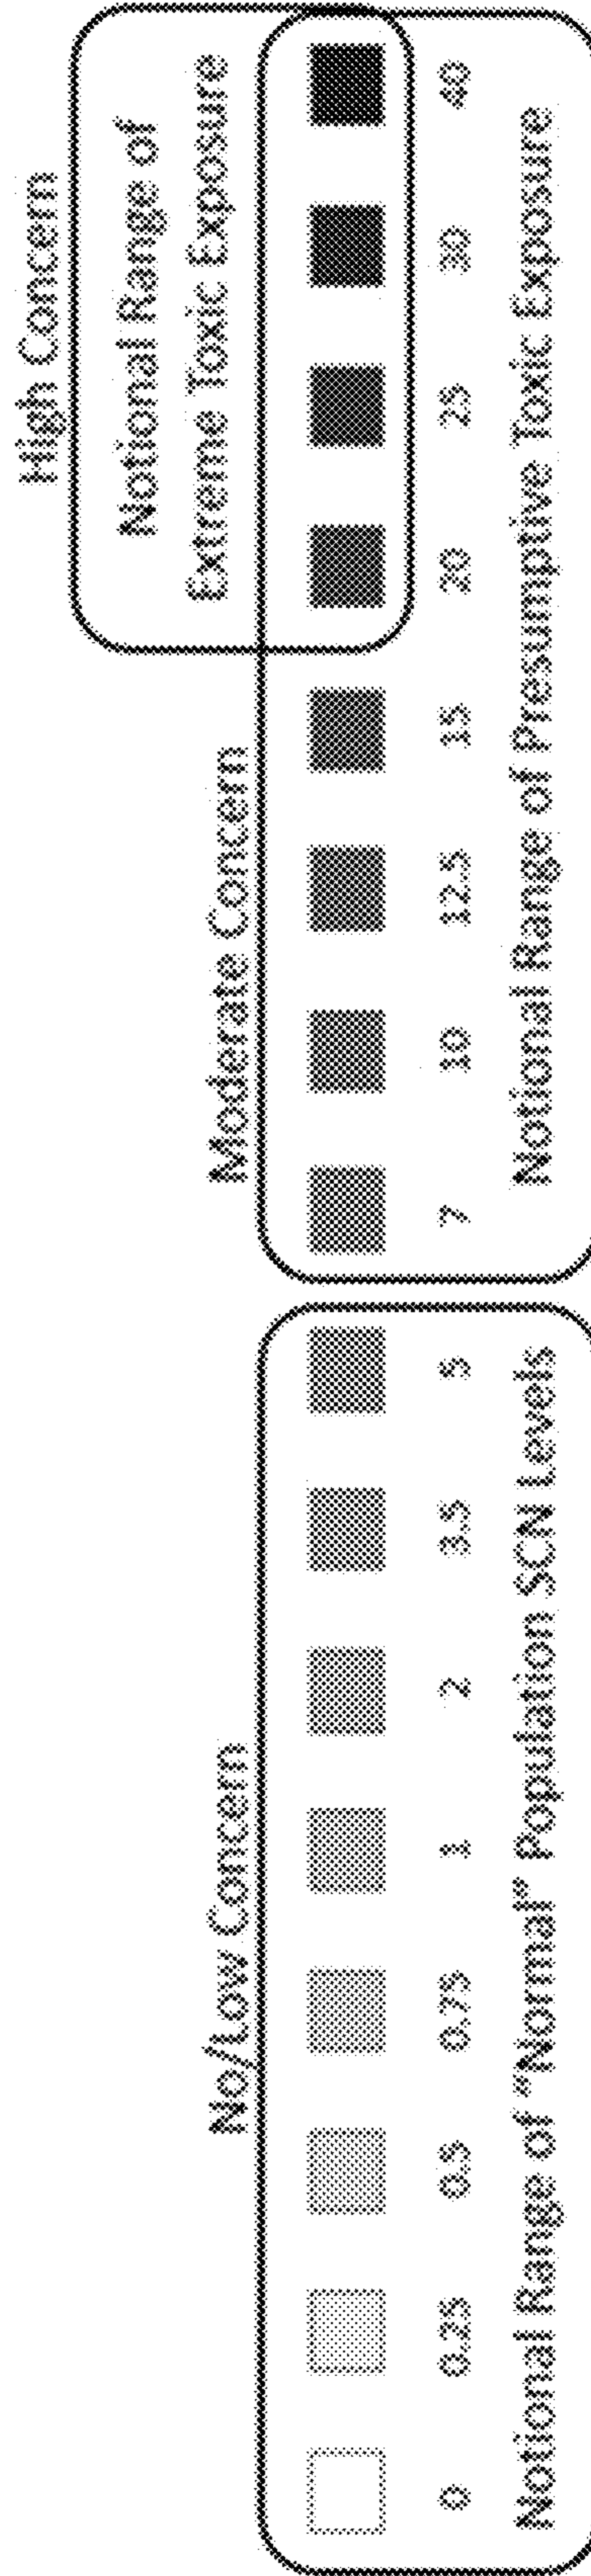 High Concern
Notional Range of
Extreme Toxic Exposure
No/Low Concern
Moderate Concern
0 0.25 0.5 0.75 1 2 3.5 5 7 10 12.5 15 20 25 30 40
Notional Range of “Normal” Population SCN Levels
Notional Range of Presumptive Toxic Exposure